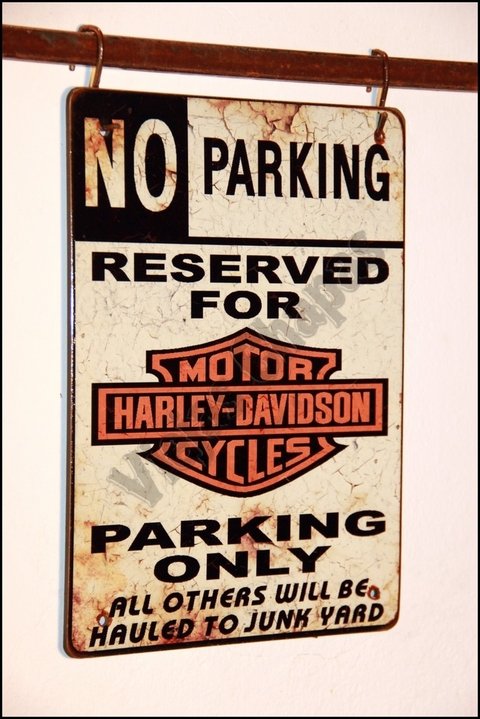 NO PARKING
RESERVED
FOR
MOTOR
HARLEY-DAVIDSON
CYCLES
PARKING
ONLY
ALL OTHERS WILL BE
HAULED TO JUNK YARD